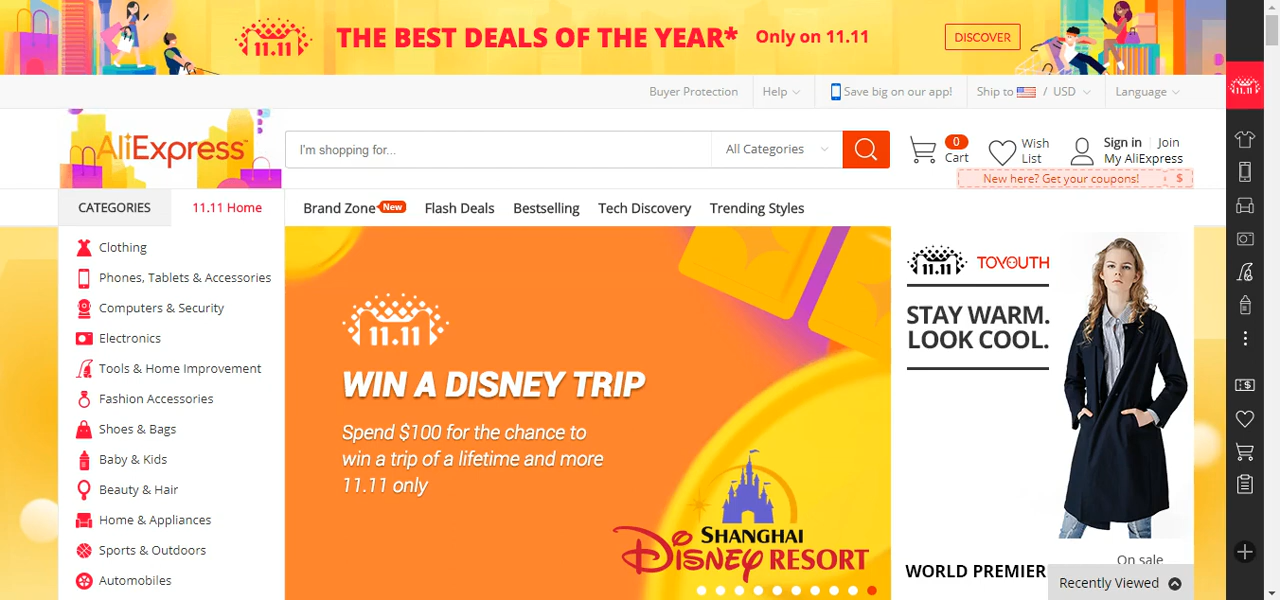 11.11 THE BEST DEALS OF THE YEAR* Only on 11.11 DISCOVER
Buyer Protection Help Save big on our app! Ship to / USD Language
11.11
AliExpress™
I'm shopping for... All Categories
0 Cart
Wish List
Sign in Join
My AliExpress
New here? Get your coupons! $
CATEGORIES 11.11 Home Brand Zone New Flash Deals Bestselling Tech Discovery Trending Styles
Clothing
Phones, Tablets & Accessories
Computers & Security
Electronics
Tools & Home Improvement
Fashion Accessories
Shoes & Bags
Baby & Kids
Beauty & Hair
Home & Appliances
Sports & Outdoors
Automobiles
11.11
WIN A DISNEY TRIP
Spend $100 for the chance to
win a trip of a lifetime and more
11.11 only
SHANGHAI
Disney RESORT
11.11 TOYOUTH
STAY WARM.
LOOK COOL.
On sale
WORLD PREMIER
Recently Viewed